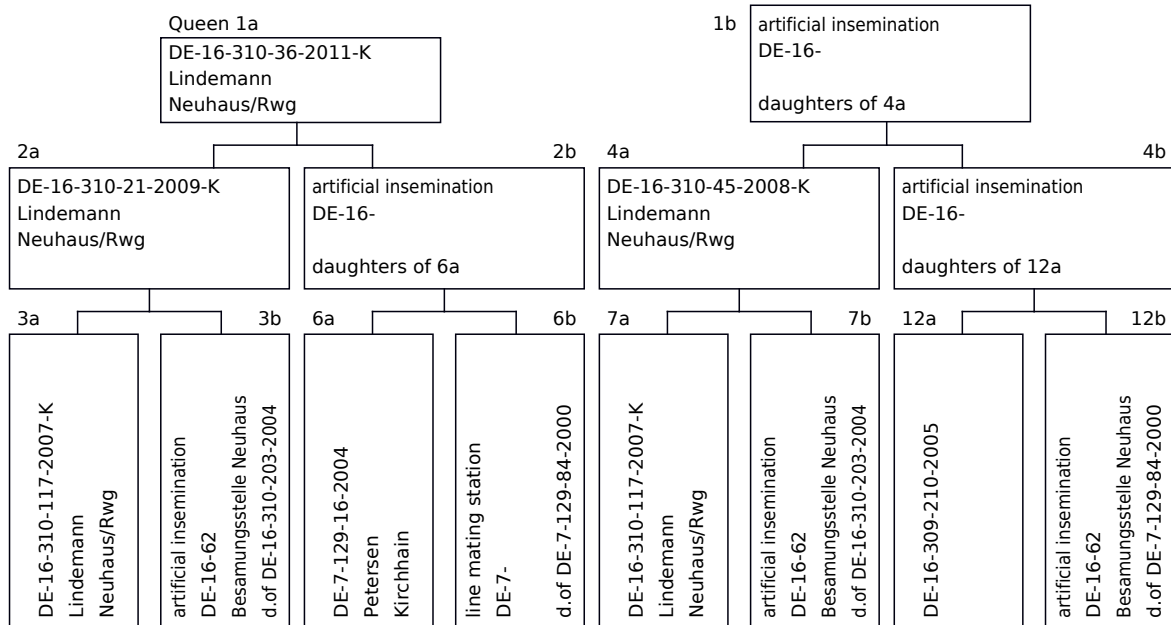 Queen 1a
DE-16-310-36-2011-K
Lindemann
Neuhaus/Rwg
1b
artificial insemination
DE-16-
daughters of 4a
2a
DE-16-310-21-2009-K
Lindemann
Neuhaus/Rwg
2b
artificial insemination
DE-16-
daughters of 6a
4a
DE-16-310-45-2008-K
Lindemann
Neuhaus/Rwg
4b
artificial insemination
DE-16-
daughters of 12a
3a
DE-16-310-117-2007-K
Lindemann
Neuhaus/Rwg
3b
artificial insemination
DE-16-62
Besamungsstelle Neuhaus
d.of DE-16-310-203-2004
6a
DE-7-129-16-2004
Petersen
Kirchhain
6b
line mating station
DE-7-
d.of DE-7-129-84-2000
7a
DE-16-310-117-2007-K
Lindemann
Neuhaus/Rwg
7b
artificial insemination
DE-16-62
Besamungsstelle Neuhaus
d.of DE-16-310-203-2004
12a
DE-16-309-210-2005
12b
artificial insemination
DE-16-62
Besamungsstelle Neuhaus
d.of DE-7-129-84-2000